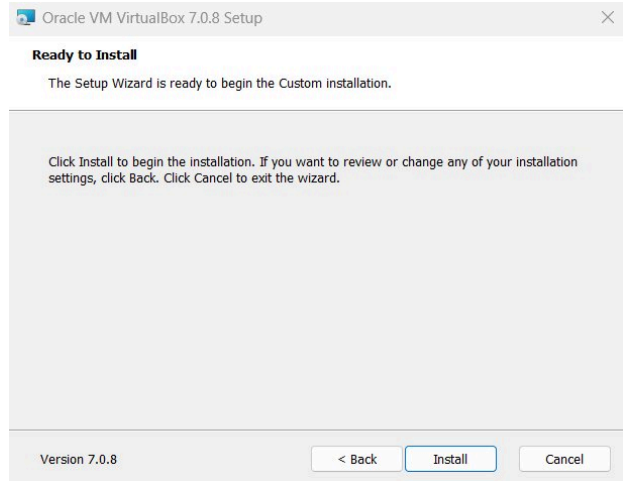 Oracle VM VirtualBox 7.0.8 Setup
Ready to Install
The Setup Wizard is ready to begin the Custom installation.
Click Install to begin the installation. If you want to review or change any of your installation
settings, click Back. Click Cancel to exit the wizard.
Version 7.0.8
< Back
Install
Cancel